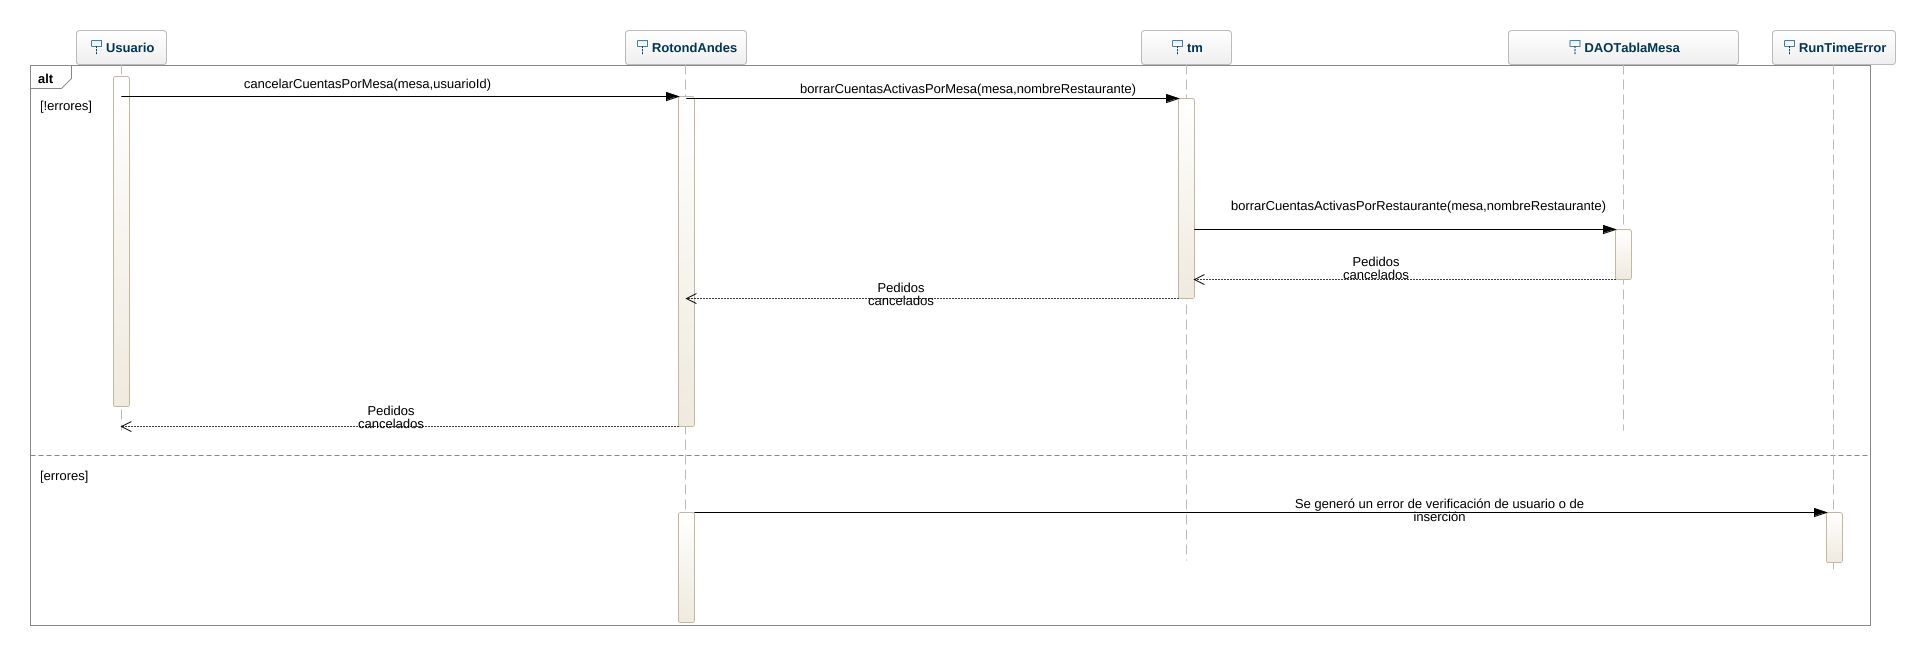 Usuario
RotondAndes
tm
DAOTablaMesa
RunTimeError
alt
[!errores]
cancelarCuentasPorMesa(mesa,usuarioId)
borrarCuentasActivasPorMesa(mesa,nombreRestaurante)
borrarCuentasActivasPorRestaurante(mesa,nombreRestaurante)
Pedidos
cancelados
Pedidos
cancelados
Pedidos
cancelados
[errores]
Se generó un error de verificación de usuario o de
inserción